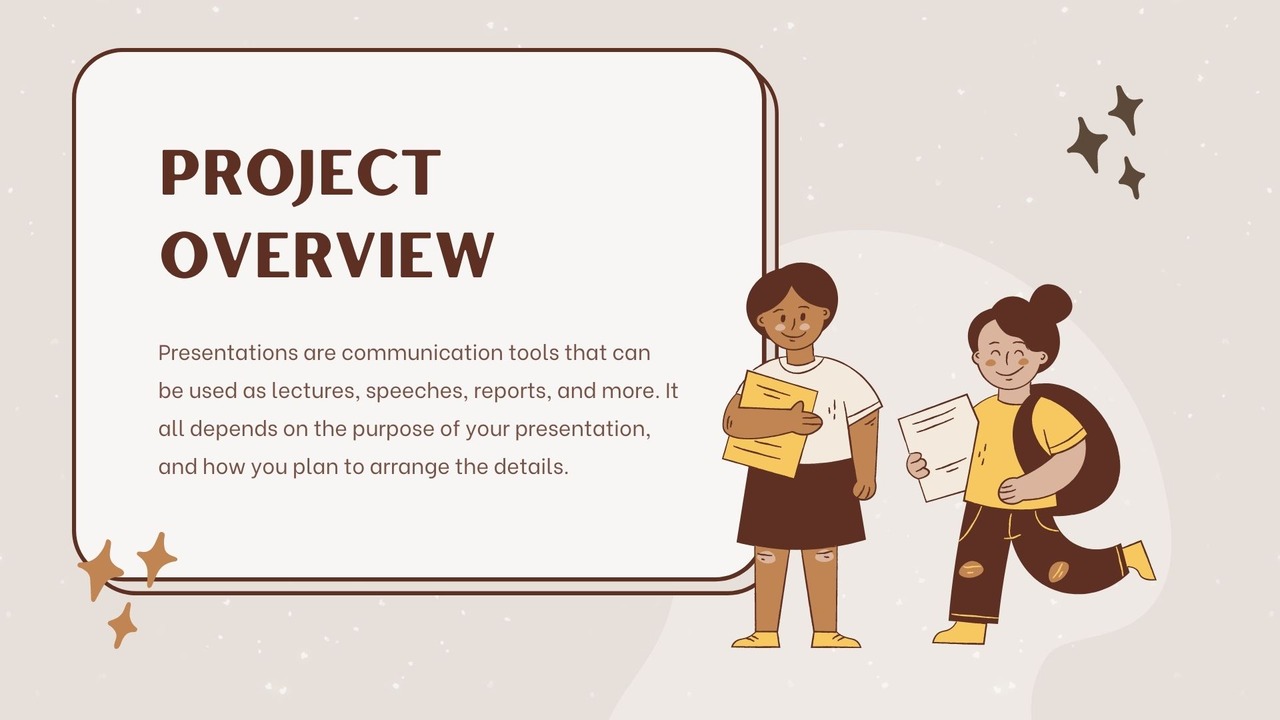 PROJECT
OVERVIEW
Presentations are communication tools that can
be used as lectures, speeches, reports, and more. It
all depends on the purpose of your presentation,
and how you plan to arrange the details.